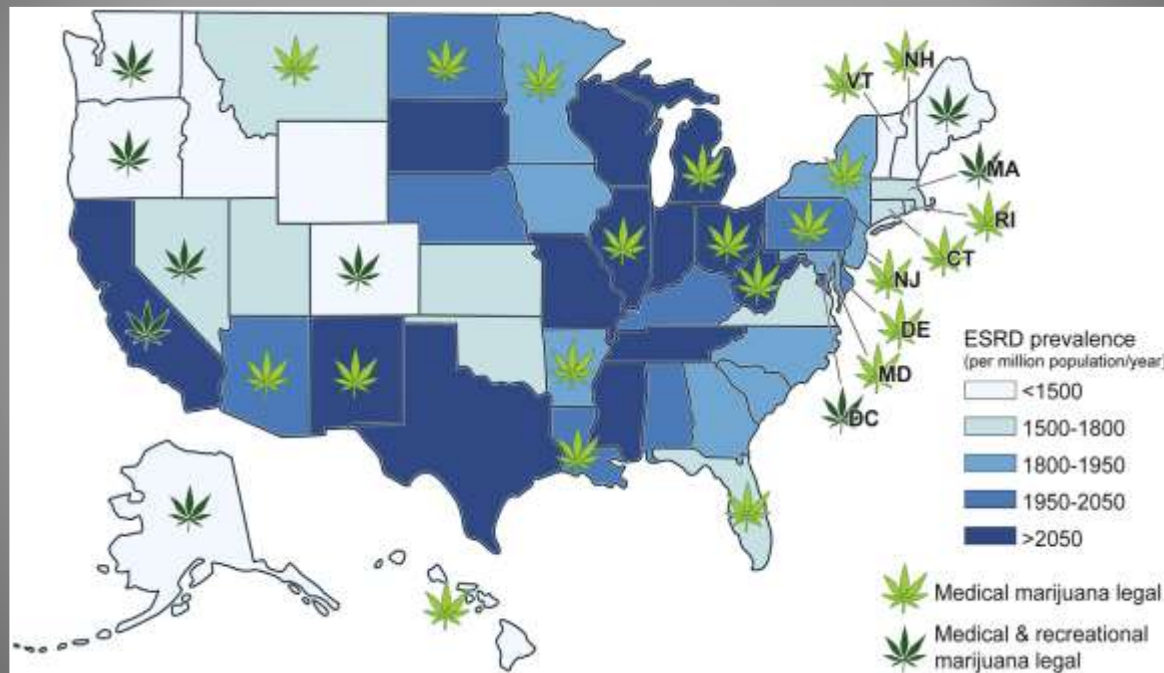 NH
VT
MA
RI
CT
NJ
DE
MD
DC
ESRD prevalence
(per million population/year)
<1500
1500-1800
1800-1950
1950-2050
>2050
Medical marijuana legal
Medical & recreational
marijuana legal